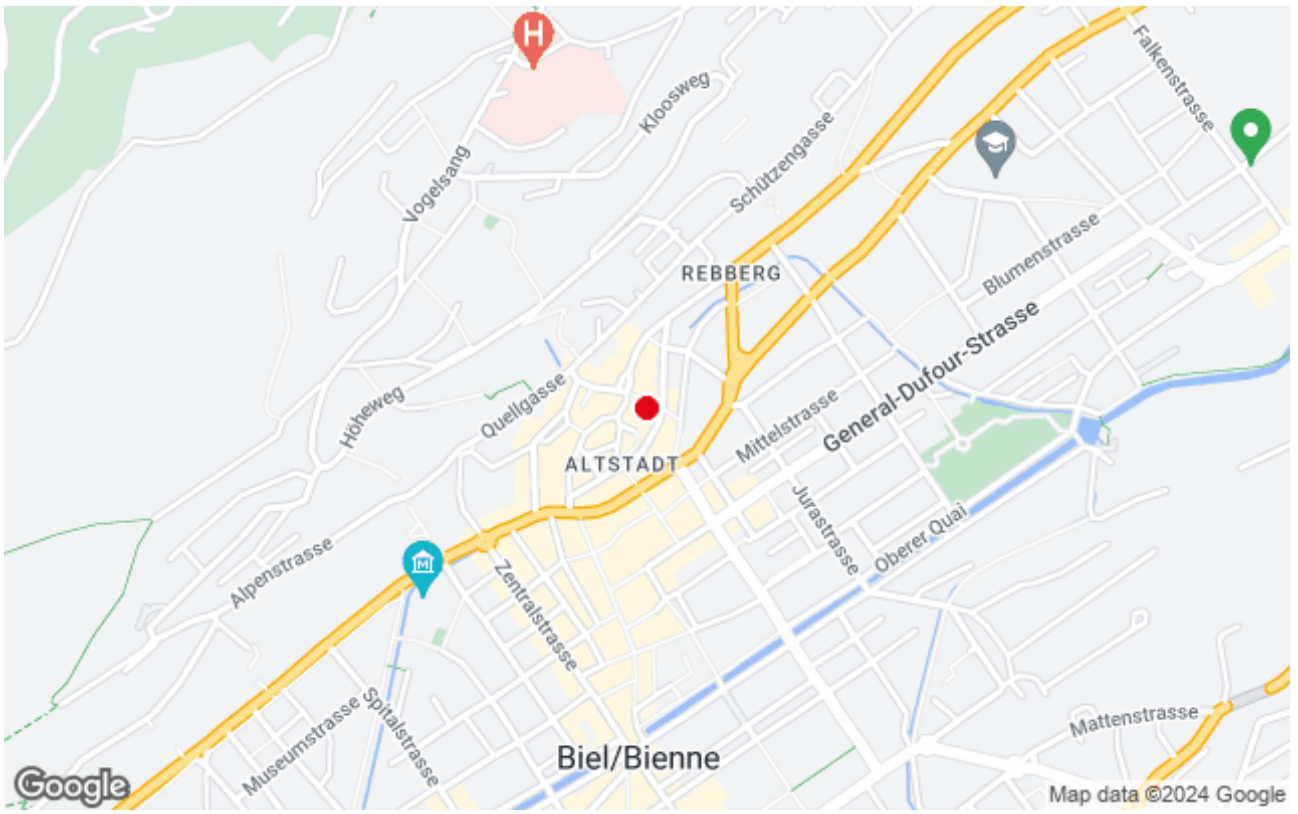 H
Falkenstrasse
Kloosweg
Schützengasse
Vogelsang
Blumenstrasse
REBBERG
General-Dufour-Strasse
Höheweg
Quellgasse
Mittelstrasse
ALTSTADT
Jurastrasse
Oberer Quai
Alpenstrasse
M
Zentralstrasse
Museumstrasse
Spitalstrasse
Mattenstrasse
Biel/Bienne
Google
Map data ©2024 Google